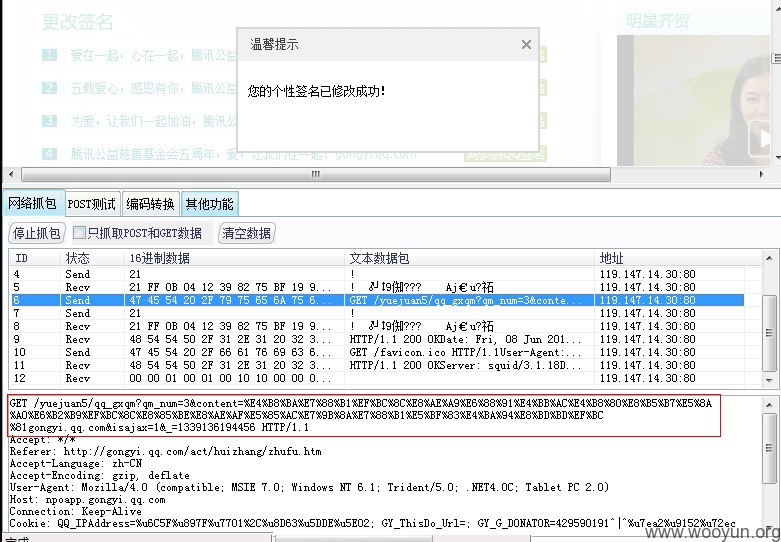 更改签名
明星齐贺
温馨提示
您的个性签名已修改成功!
1 爱在一起，心在一起，腾讯公益
2 五载爱心，感恩有你，腾讯公益
3 为爱，让我们一起加油，腾讯公
4 腾讯公益慈善基金会五周年，爱，让我们在一起! gongyi.qq.com
网络抓包 POST测试 编码转换 其他功能
停止抓包 只抓取POST和GET数据 清空数据
ID 状态 16进制数据 文本数据包 地址
4 Send 21 ! 119.147.14.30:80
5 Recv 21 FF 0B 04 12 39 82 75 BF 19 9... 119.147.14.30:80
6 Send 47 45 54 20 2F 79 75 65 6A 75 6... GET /yuejuan5/qq_gxqm?qm_num=3&conte... 119.147.14.30:80
7 Send 21 ! 119.147.14.30:80
8 Recv 21 FF 0B 04 12 39 82 75 BF 19 9... 119.147.14.30:80
9 Recv 48 54 54 50 2F 31 2E 31 20 32 3... HTTP/1.1 200 OKDate: Fri, 08 Jun 201... 119.147.14.30:80
10 Send 47 45 54 20 2F 66 61 76 69 63 6... GET /favicon.ico HTTP/1.1User-Agent:... 119.147.14.30:80
11 Recv 48 54 54 50 2F 31 2E 31 20 32 3... HTTP/1.1 200 OKServer: squid/3.1.18D... 119.147.14.30:80
12 Recv 00 00 01 00 01 00 10 10 00 00 0... 119.147.14.30:80
GET /yuejuan5/qq_gxqm?qm_num=3&content=%E4%B8%BA%E7%88%B1%EF%BC%8C%E8%AE%A9%E6%88%91%E4%BB%AC%E4%B8%80%E8%B5%B7%E5%8A
%A0%E6%B2%B9%EF%BC%8C%E8%85%BE%E8%AE%AF%E5%85%AC%E7%9B%8A%E7%88%B1%E5%BF%83%E4%BA%94%E8%BD%BD%EF%BC
%81gongyi.qq.com&isajax=1&_=1339136194456 HTTP/1.1
Accept: */*
Referer: http://gongyi.qq.com/act/huizhang/zhufu.htm
Accept-Language: zh-CN
Accept-Encoding: gzip, deflate
User-Agent: Mozilla/4.0 (compatible; MSIE 7.0; Windows NT 6.1; Trident/5.0; .NET4.0C; Tablet PC 2.0)
Host: npoapp.gongyi.qq.com
Connection: Keep-Alive
Cookie: QQ_IPAddress=%u6C5F%u897F%u7701%2C%u8D63%u5DDE%u5E02; GY_ThisDo_Url=; GY_G_DONATOR=429590191^|^%u7ea2%u9152%u72ec
www.wooyun.org